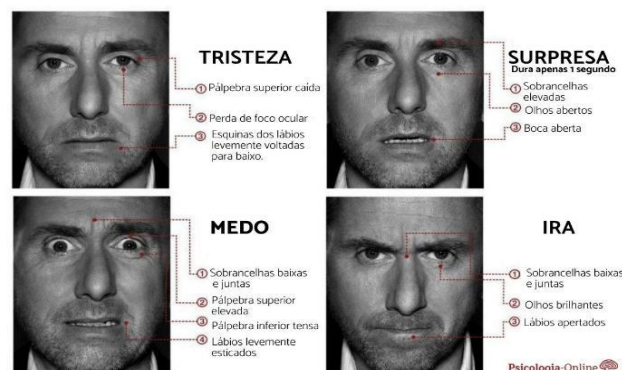 TRISTEZA
1 Pálpebra superior caída
2 Perda de foco ocular
3 Esquinas dos lábios
levemente voltadas
para baixo.
SURPRESA
Dura apenas 1 segundo
1 Sobrancelhas
elevadas
2 Olhos abertos
3 Boca aberta
MEDO
1 Sobrancelhas baixas
e juntas
2 Pálpebra superior
elevada
3 Pálpebra inferior tensa
4 Lábios levemente
esticados
IRA
1 Sobrancelhas baixas
e juntas
2 Olhos brilhantes
3 Lábios apertados
Psicologia-Online